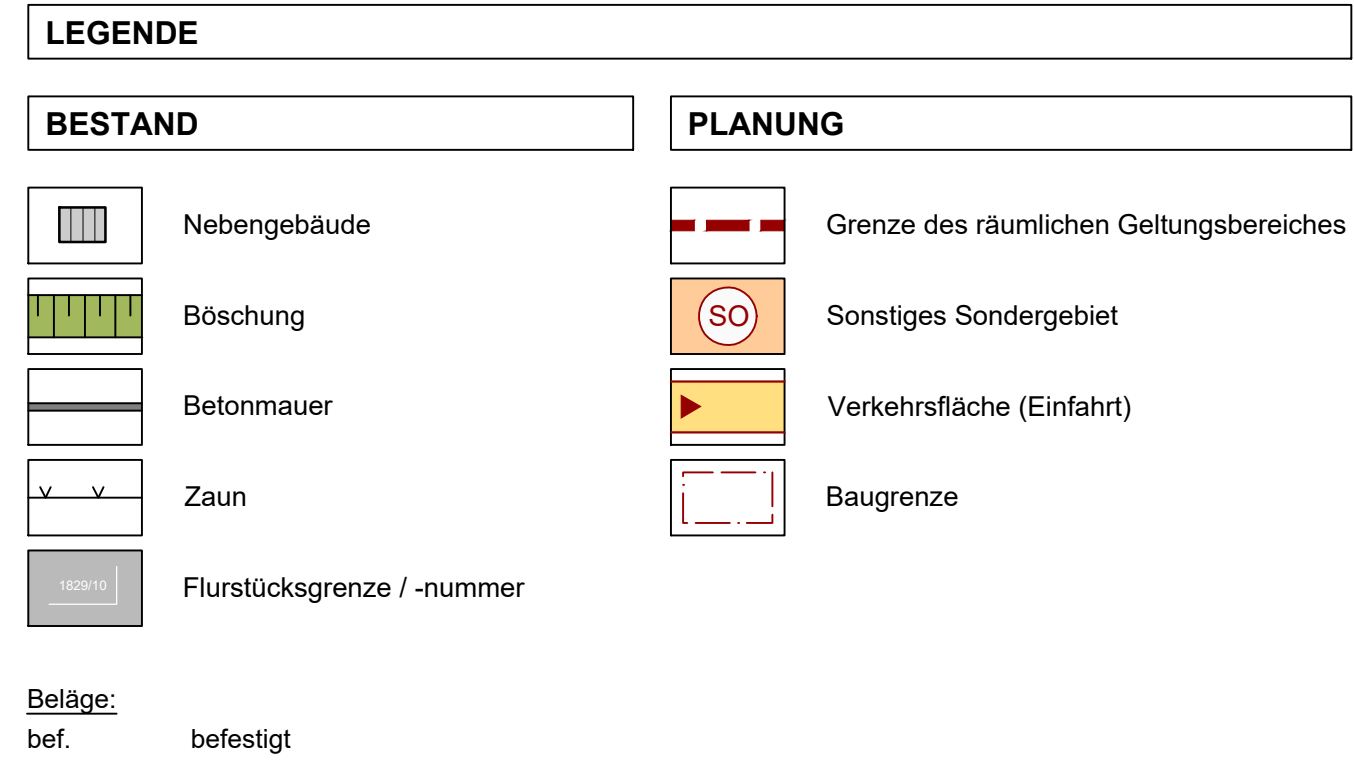 LEGENDE
BESTAND
Nebengebäude
Böschung
Betonmauer
Zaun
1829/10
Flurstücksgrenze / -nummer
Beläge:
bef. befestigt
PLANUNG
Grenze des räumlichen Geltungsbereiches
SO
Sonstiges Sondergebiet
Verkehrsfläche (Einfahrt)
Baugrenze